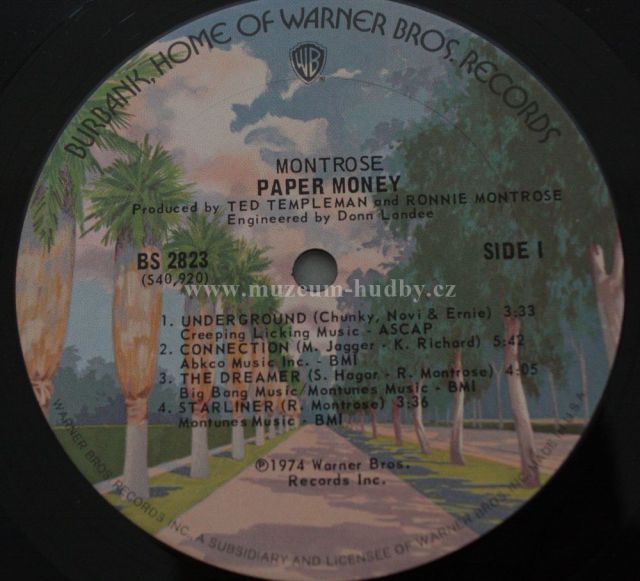 BURBANK, HOME OF WARNER BROS. RECORDS
WB
MONTROSE
PAPER MONEY
Produced by TED TEMPLEMAN and RONNIE MONTROSE
Engineered by Donn Landee
BS 2823
(S40,920)
SIDE I
www.muzeum-hudby.cz
1. UNDERGROUND (Chunky, Novi & Ernie) 3:33
Creeping Licking Music - ASCAP
2. CONNECTION (M. Jagger - K. Richard) 5:42
Abkco Music Inc. - BMI
3. THE DREAMER (S. Hagar - R. Montrose) 4:05
Big Bang Music/Montunes Music - BMI
4. STARLINER (R. Montrose) 3:36
Montunes Music - BMI
℗1974 Warner Bros.
Records Inc.
WARNER BROS. RECORDS INC. A SUBSIDIARY AND LICENSEE OF WARNER BROS. INC. MADE IN U.S.A.